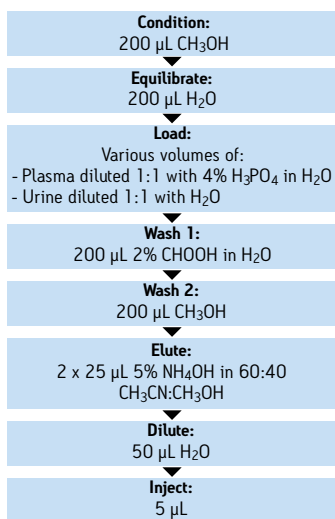 Condition:
200 µL CH₃OH
Equilibrate:
200 µL H₂O
Load:
Various volumes of:
- Plasma diluted 1:1 with 4% H₃PO₄ in H₂O
- Urine diluted 1:1 with H₂O
Wash 1:
200 µL 2% CHOOH in H₂O
Wash 2:
200 µL CH₃OH
Elute:
2 x 25 µL 5% NH₄OH in 60:40
CH₃CN:CH₃OH
Dilute:
50 µL H₂O
Inject:
5 µL